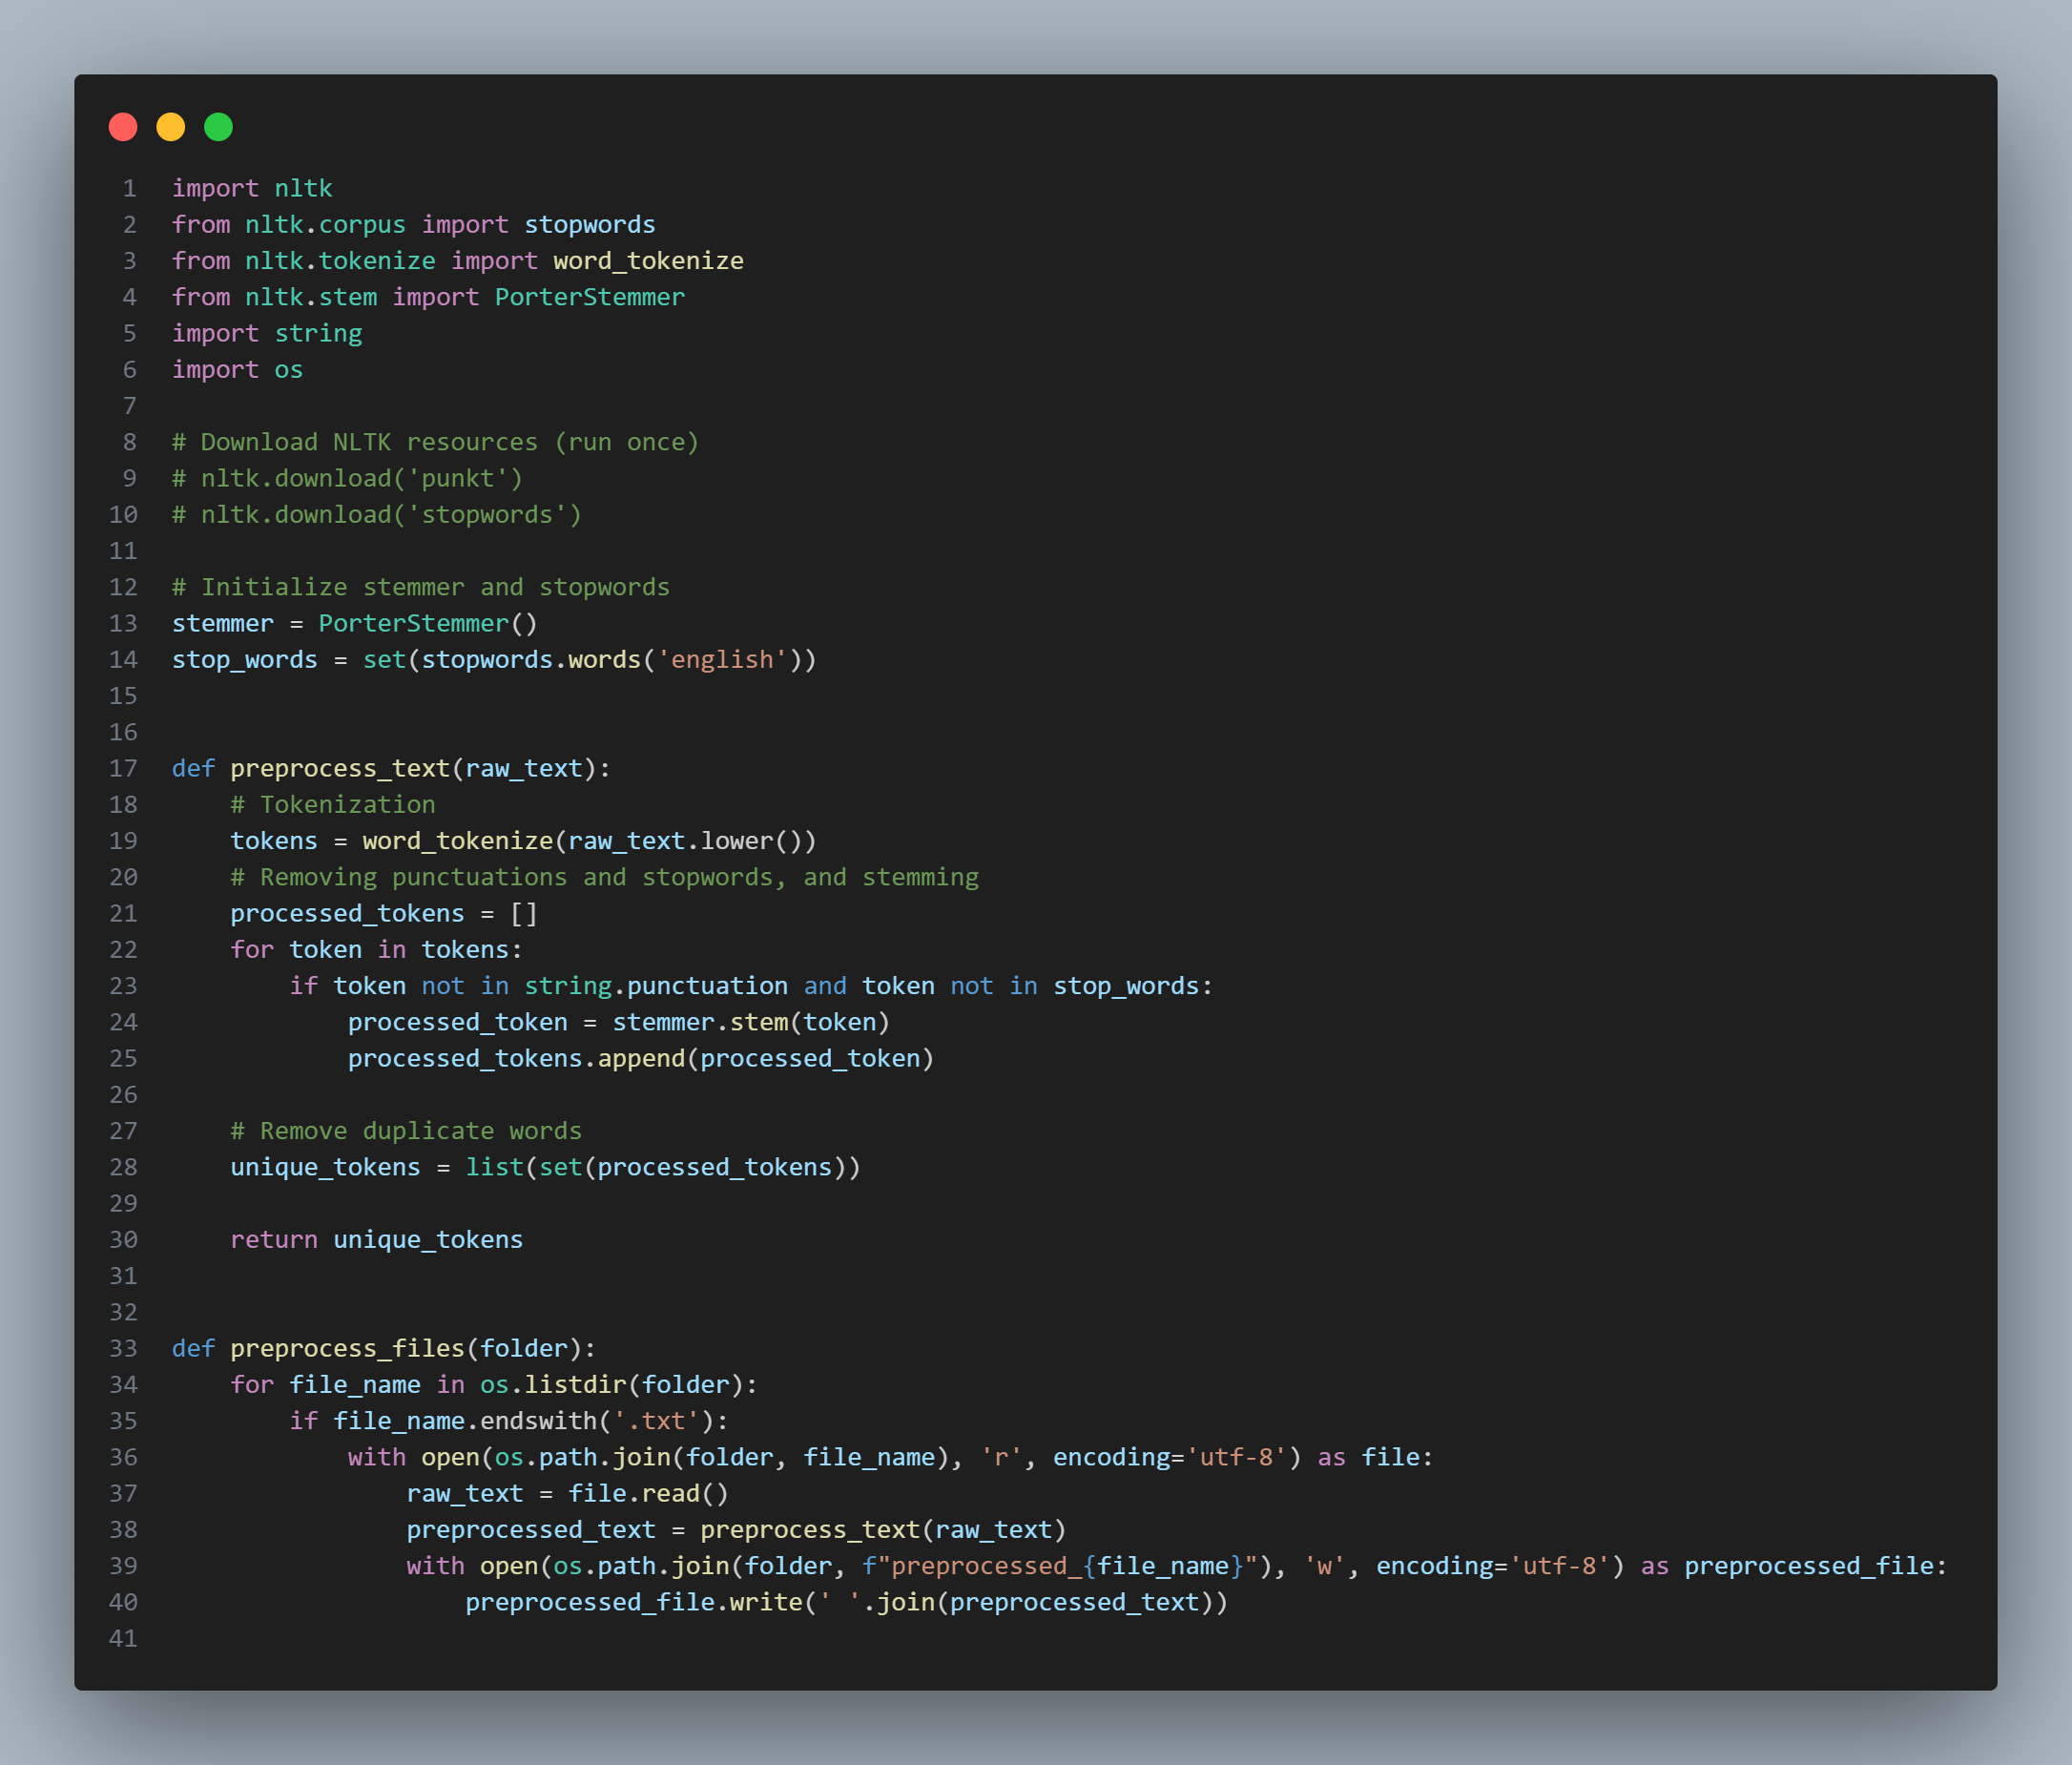 1 import nltk
2 from nltk.corpus import stopwords
3 from nltk.tokenize import word_tokenize
4 from nltk.stem import PorterStemmer
5 import string
6 import os
7
8 # Download NLTK resources (run once)
9 # nltk.download('punkt')
10 # nltk.download('stopwords')
11
12 # Initialize stemmer and stopwords
13 stemmer = PorterStemmer()
14 stop_words = set(stopwords.words('english'))
15
16
17 def preprocess_text(raw_text):
18     # Tokenization
19     tokens = word_tokenize(raw_text.lower())
20     # Removing punctuations and stopwords, and stemming
21     processed_tokens = []
22     for token in tokens:
23         if token not in string.punctuation and token not in stop_words:
24             processed_token = stemmer.stem(token)
25             processed_tokens.append(processed_token)
26
27     # Remove duplicate words
28     unique_tokens = list(set(processed_tokens))
29
30     return unique_tokens
31
32
33 def preprocess_files(folder):
34     for file_name in os.listdir(folder):
35         if file_name.endswith('.txt'):
36             with open(os.path.join(folder, file_name), 'r', encoding='utf-8') as file:
37                 raw_text = file.read()
38                 preprocessed_text = preprocess_text(raw_text)
39                 with open(os.path.join(folder, f"preprocessed_{file_name}"), 'w', encoding='utf-8') as preprocessed_file:
40                     preprocessed_file.write(' '.join(preprocessed_text))
41